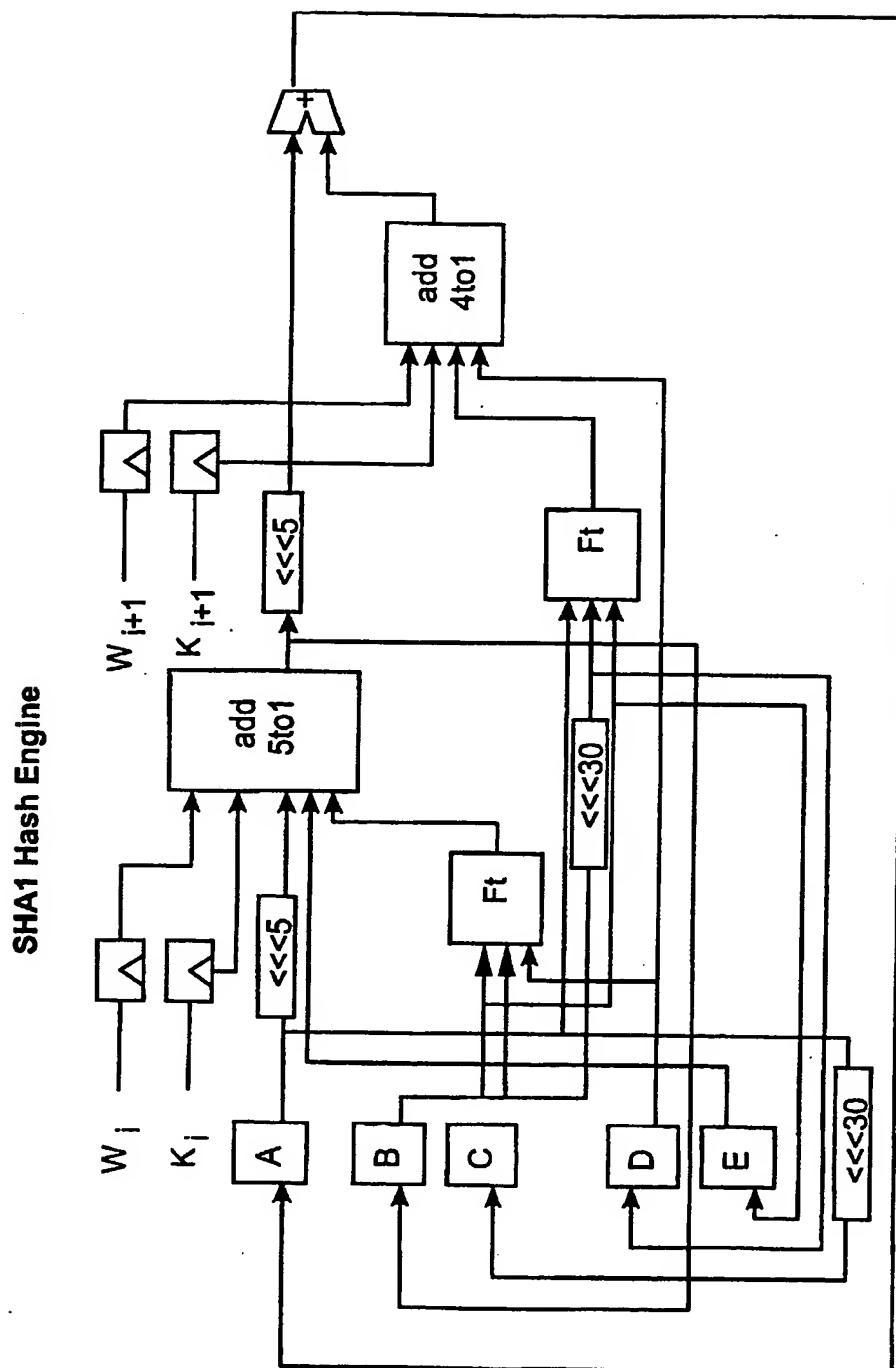 SHA1 Hash Engine
W i
K i
W i+1
K i+1
A
B
C
D
E
<<<5
<<<5
<<<30
<<<30
Ft
Ft
add
5to1
add
4to1
+